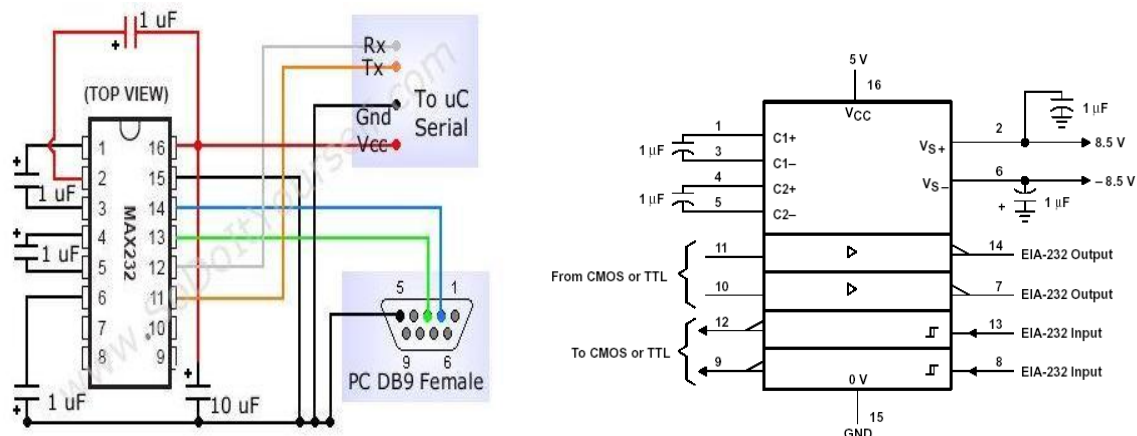 1 uF
+
(TOP VIEW)
Rx
Tx
Gnd
Vcc
To uC
Serial
MAX232
1 16
2 15
3 14
4 13
5 12
6 11
7 10
8 9
+
1 uF
+
1 uF
+
1 uF
+
10 uF
5 1
9 6
PC DB9 Female
www.SoDoItYourself.com
5 V
16
VCC
1
C1+
1 µF
3
C1−
4
C2+
1 µF
5
C2−
2
VS+
1 µF
8.5 V
6
VS−
−8.5 V
+
1 µF
From CMOS or TTL
11
14
EIA-232 Output
10
7
EIA-232 Output
To CMOS or TTL
12
13
EIA-232 Input
9
8
EIA-232 Input
0 V
15
GND